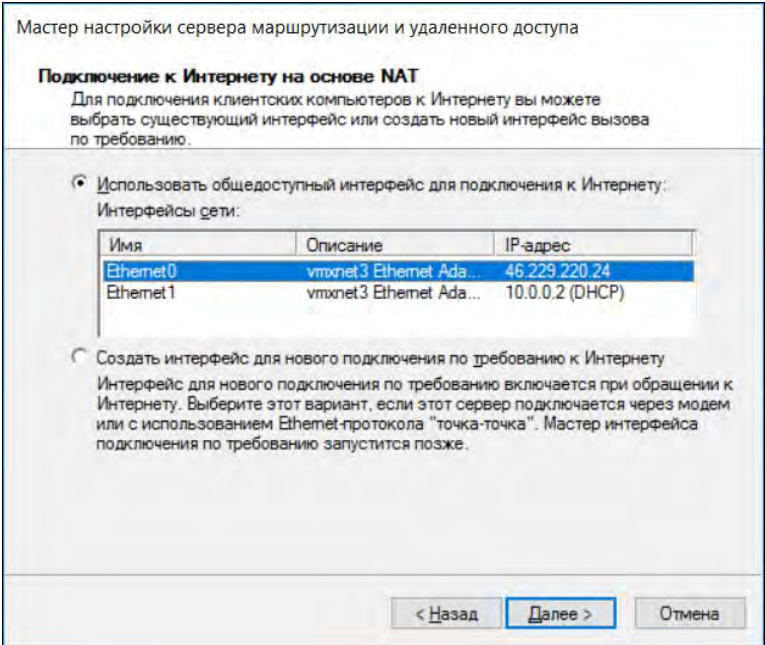 Мастер настройки сервера маршрутизации и удаленного доступа
Подключение к Интернету на основе NAT
Для подключения клиентских компьютеров к Интернету вы можете
выбрать существующий интерфейс или создать новый интерфейс вызова
по требованию.
Использовать общедоступный интерфейс для подключения к Интернету:
Интерфейсы сети:
Имя Описание IP-адрес
Ethernet0 vmxnet3 Ethernet Ada... 46.229.220.24
Ethernet1 vmxnet3 Ethernet Ada... 10.0.0.2 (DHCP)
Создать интерфейс для нового подключения по требованию к Интернету
Интерфейс для нового подключения по требованию включается при обращении к
Интернету. Выберите этот вариант, если этот сервер подключается через модем
или с использованием Ethernet-протокола "точка-точка". Мастер интерфейса
подключения по требованию запустится позже.
< Назад Далее > Отмена